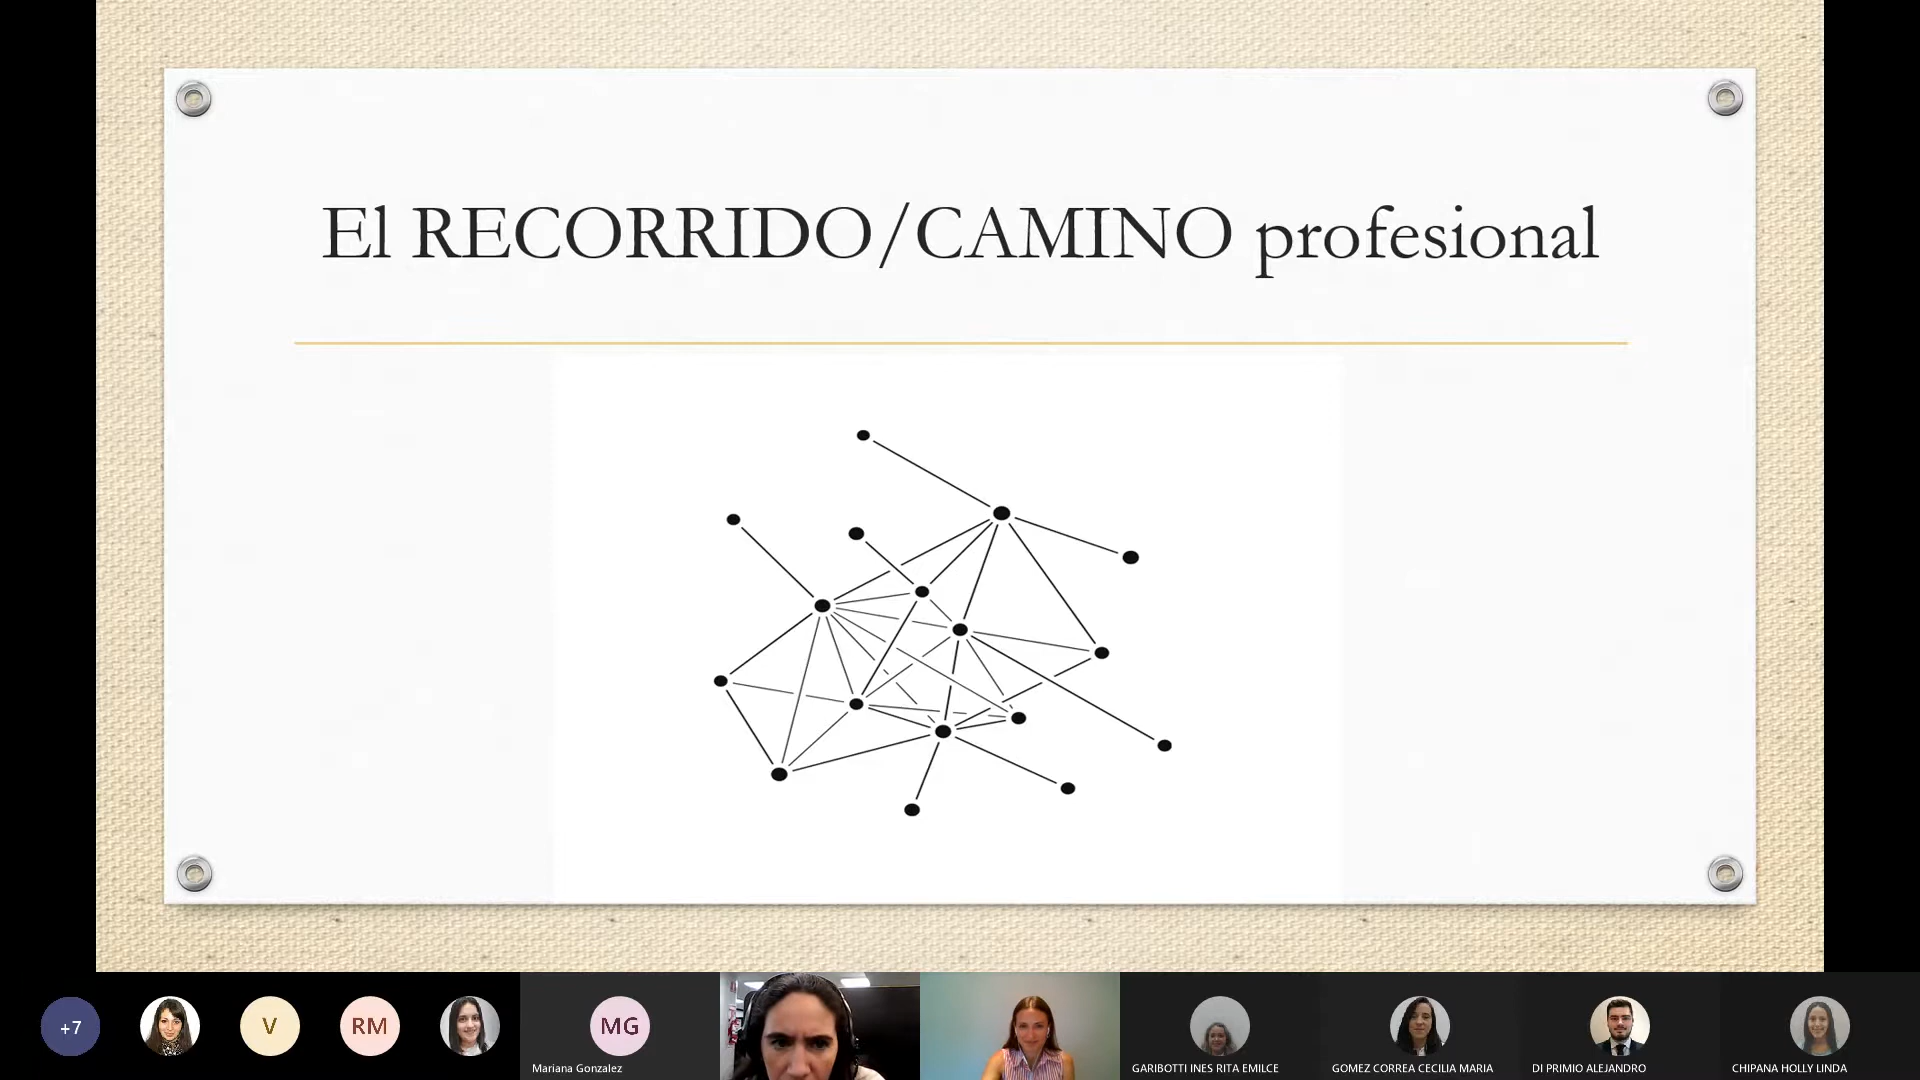 El RECORRIDO/CAMINO profesional
+7
V
RM
MG
Mariana Gonzalez
GARIBOTTI INES RITA EMILCE
GOMEZ CORREA CECILIA MARIA
DI PRIMIO ALEJANDRO
CHIPANA HOLLY LINDA